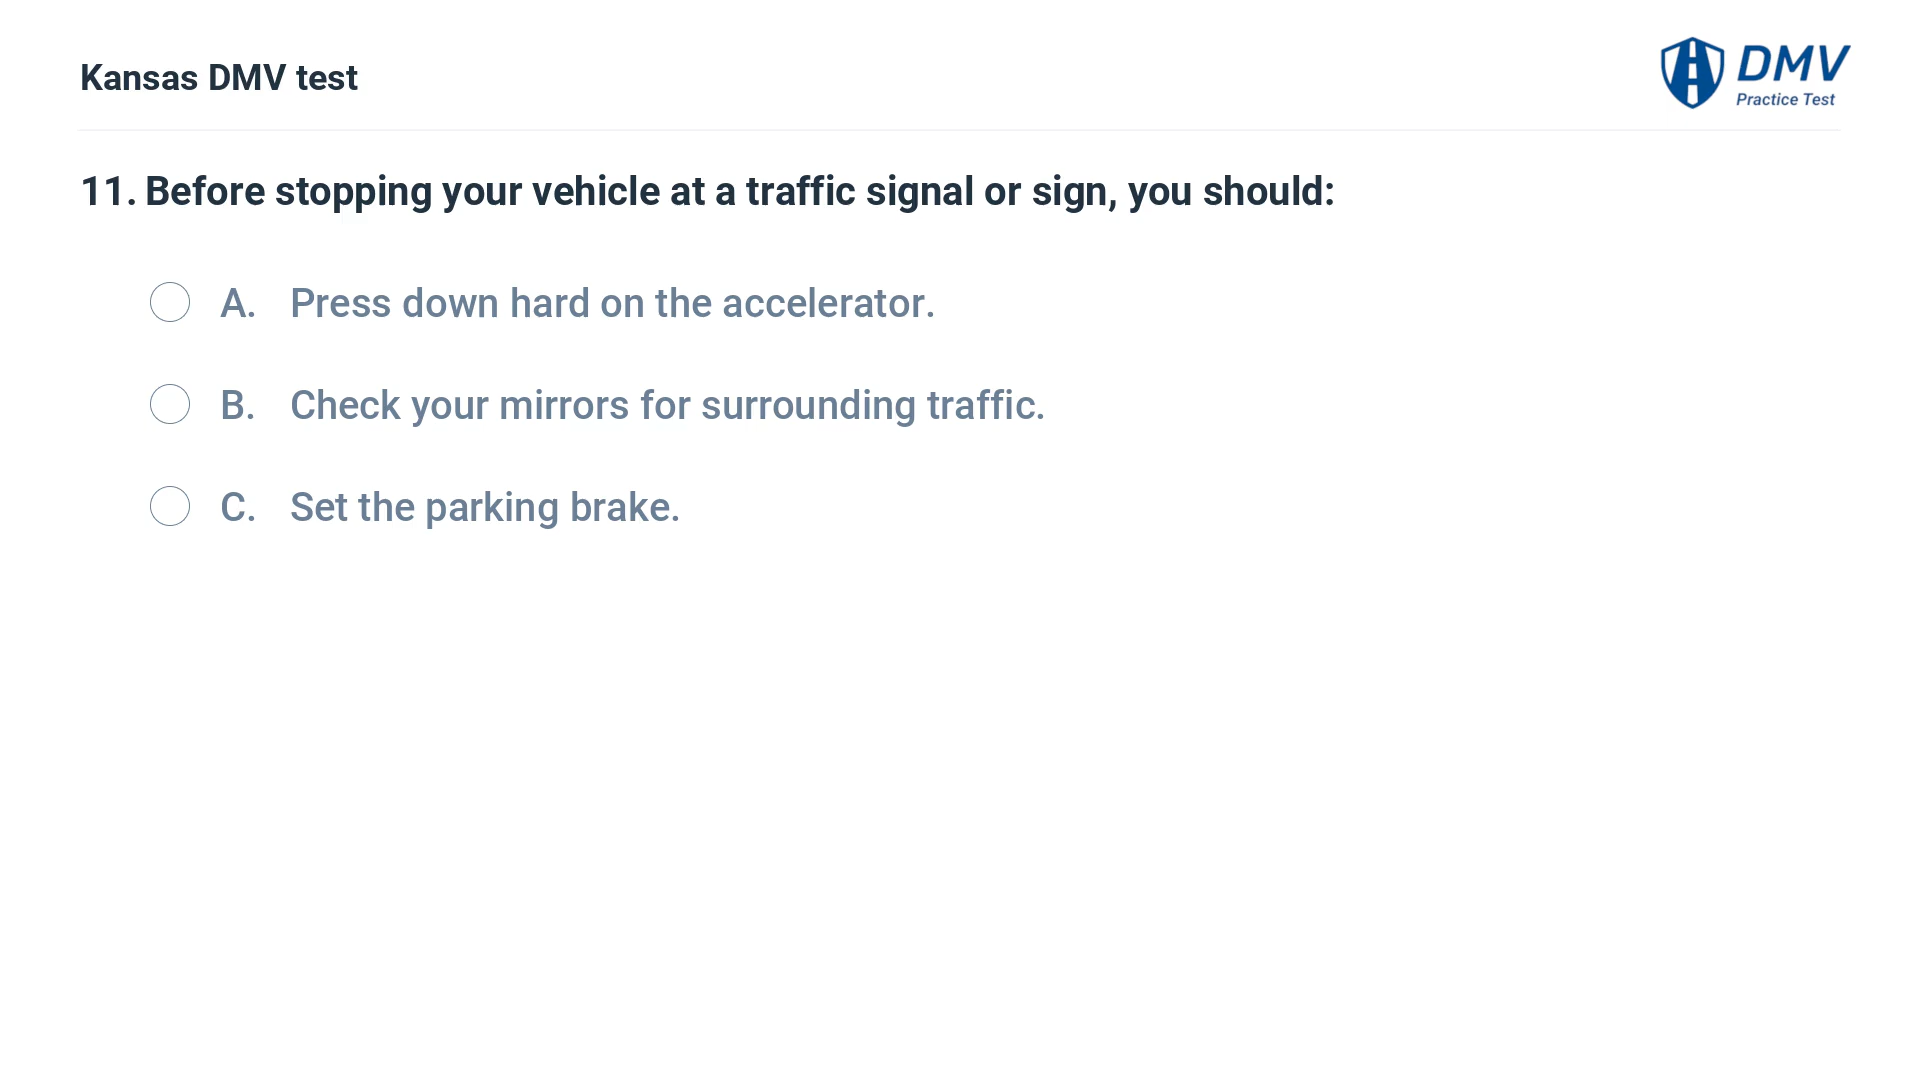 Kansas DMV test
DMV
Practice Test
11. Before stopping your vehicle at a traffic signal or sign, you should:
A. Press down hard on the accelerator.
B. Check your mirrors for surrounding traffic.
C. Set the parking brake.